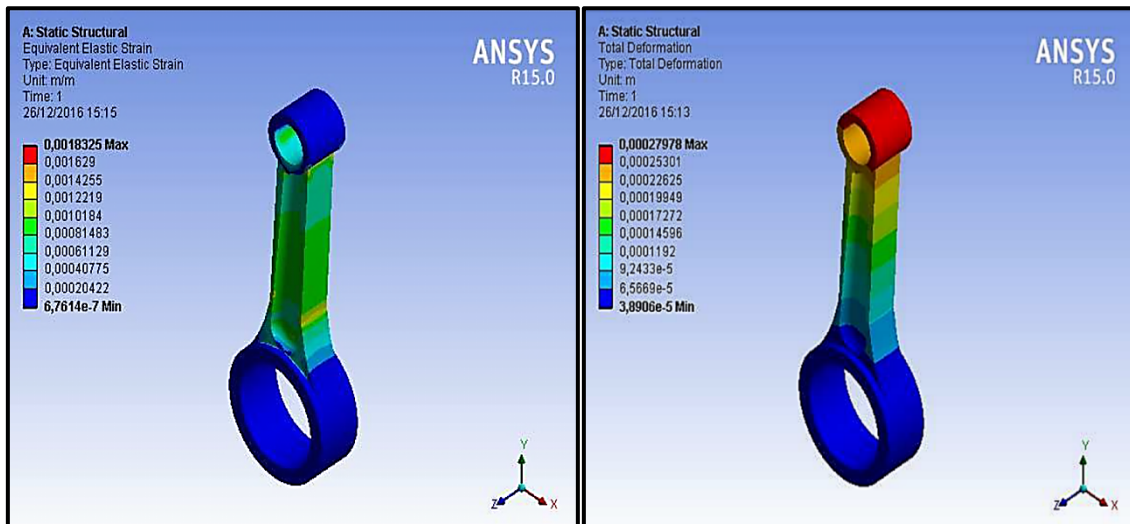 A: Static Structural
Equivalent Elastic Strain
Type: Equivalent Elastic Strain
Unit: m/m
Time: 1
26/12/2016 15:15
ANSYS
R15.0
0,0018325 Max
0,001629
0,0014255
0,0012219
0,0010184
0,00081483
0,00061129
0,00040775
0,00020422
6,7614e-7 Min
Y
Z
X
A: Static Structural
Total Deformation
Type: Total Deformation
Unit: m
Time: 1
26/12/2016 15:13
ANSYS
R15.0
0,00027978 Max
0,00025301
0,00022625
0,00019949
0,00017272
0,00014596
0,0001192
9,2433e-5
6,5669e-5
3,8906e-5 Min
Y
Z
X